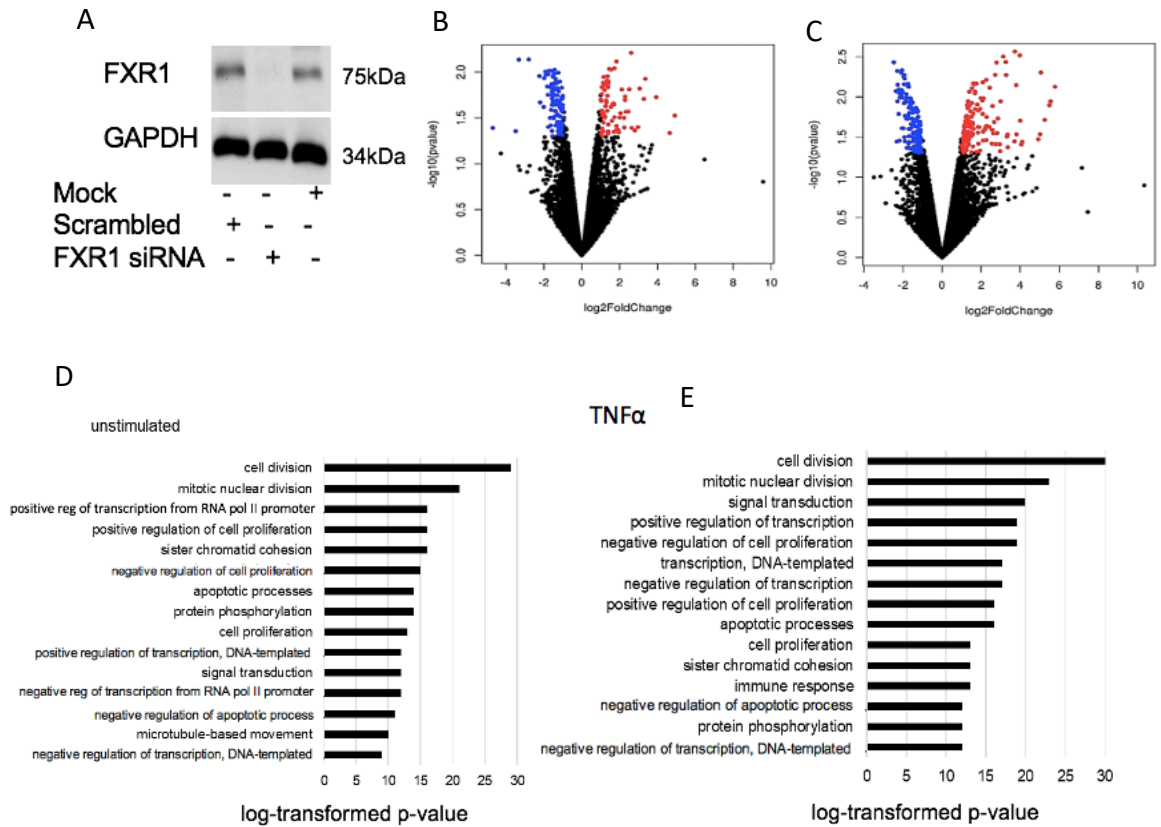 A
FXR1
75kDa
GAPDH
34kDa
Mock - - +
Scrambled + - -
FXR1 siRNA - + -
B
-log10(pvalue)
2.0
1.5
1.0
0.5
0.0
-4 -2 0 2 4 6 8 10
log2FoldChange
C
-log10(pvalue)
2.5
2.0
1.5
1.0
0.5
0.0
-4 -2 0 2 4 6 8 10
log2FoldChange
D
unstimulated
cell division
mitotic nuclear division
positive reg of transcription from RNA pol II promoter
positive regulation of cell proliferation
sister chromatid cohesion
negative regulation of cell proliferation
apoptotic processes
protein phosphorylation
cell proliferation
positive regulation of transcription, DNA-templated
signal transduction
negative reg of transcription from RNA pol II promoter
negative regulation of apoptotic process
microtubule-based movement
negative regulation of transcription, DNA-templated
0 5 10 15 20 25 30
log-transformed p-value
TNFα
E
cell division
mitotic nuclear division
signal transduction
positive regulation of transcription
negative regulation of cell proliferation
transcription, DNA-templated
negative regulation of transcription
positive regulation of cell proliferation
apoptotic processes
cell proliferation
sister chromatid cohesion
immune response
negative regulation of apoptotic process
protein phosphorylation
negative regulation of transcription, DNA-templated
0 5 10 15 20 25 30
log-transformed p-value